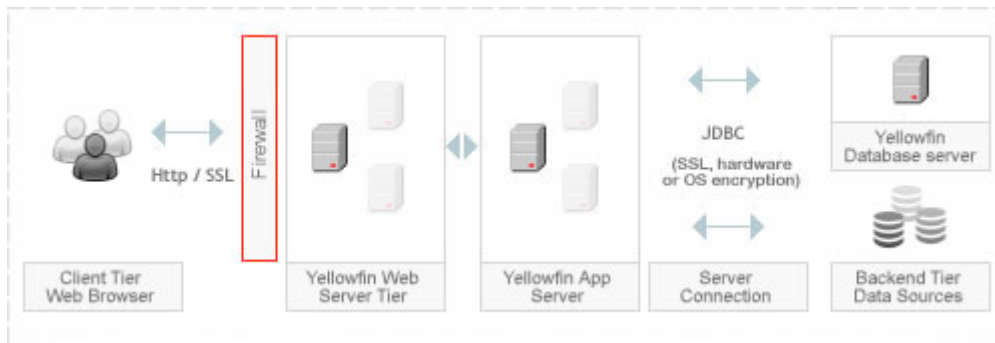 Http / SSL
Firewall
JDBC
(SSL, hardware
or OS encryption)
Yellowfin
Database server
Client Tier
Web Browser
Yellowfin Web
Server Tier
Yellowfin App
Server
Server
Connection
Backend Tier
Data Sources